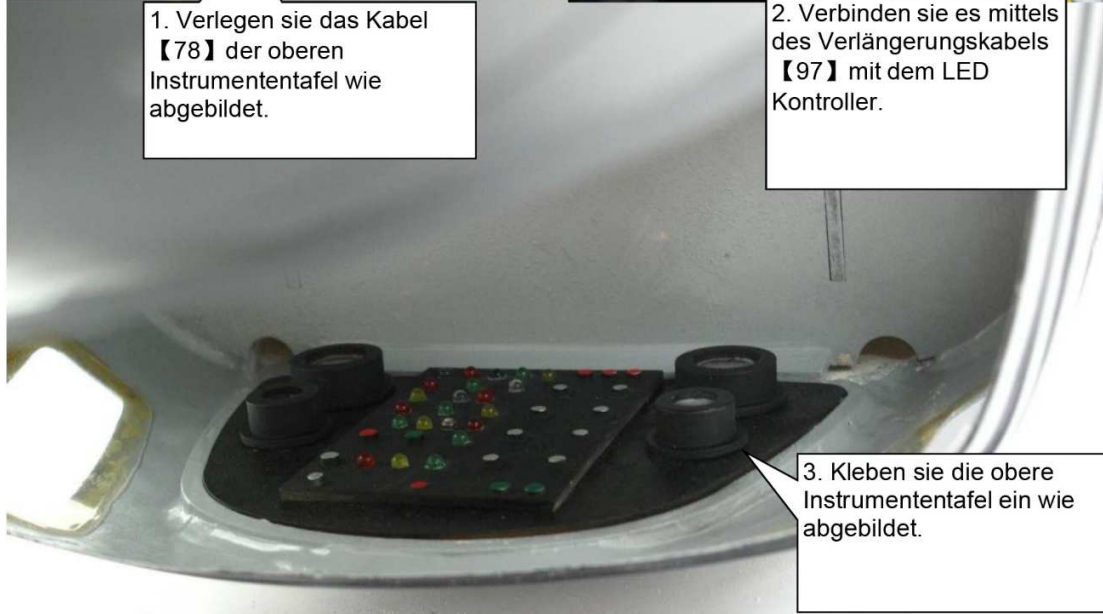 1. Verlegen sie das Kabel
【78】der oberen
Instrumententafel wie
abgebildet.
2. Verbinden sie es mittels
des Verlängerungskabels
【97】mit dem LED
Kontroller.
3. Kleben sie die obere
Instrumententafel ein wie
abgebildet.